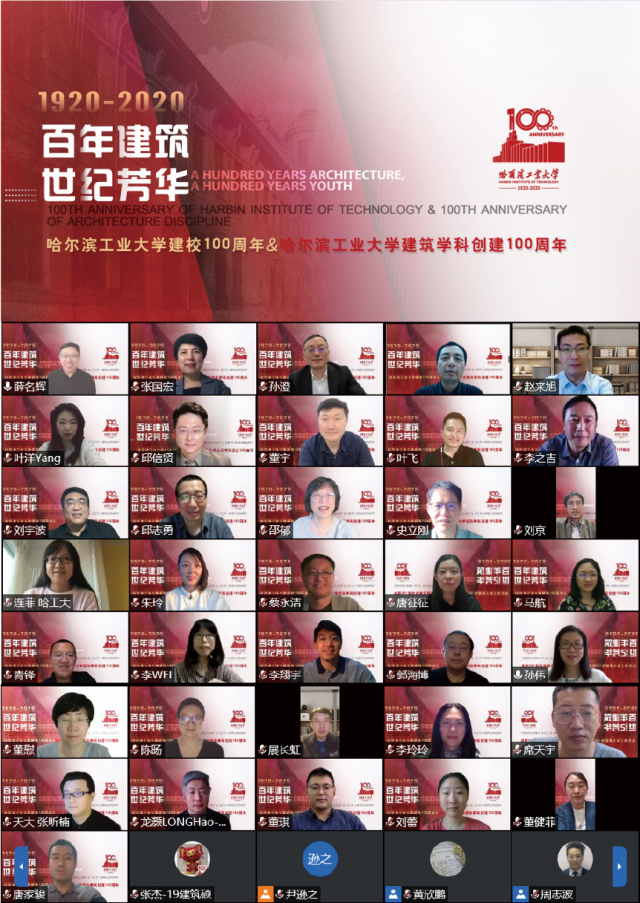 1920-2020
百年建筑
世纪芳华
A HUNDRED YEARS ARCHITECTURE,
A HUNDRED YEARS YOUTH
100th
ANNIVERSARY
哈尔滨工业大学
HARBIN INSTITUTE OF TECHNOLOGY
1920-2020
100TH ANNIVERSARY OF HARBIN INSTITUTE OF TECHNOLOGY & 100TH ANNIVERSARY
OF ARCHITECTURE DISCIPLINE
哈尔滨工业大学建校100周年&哈尔滨工业大学建筑学科创建100周年
薛名辉
张国宏
孙澄
赵来旭
叶洋Yang
邱信贤
董宇
叶飞
李之吉
刘宇波
邱志勇
邵郁
史立刚
刘京
连菲 哈工大
朱玲
蔡永洁
唐征征
马航
青锋
李WH
李翔宇
郭海博
孙伟
董慰
陈旸
展长虹
李玲玲
席天宇
天大 张昕楠
龙灏LONGHao-...
董琪
刘蕾
董健菲
唐家骏
逊之
张杰-19建筑硕
尹逊之
黄欣鹏
周志波